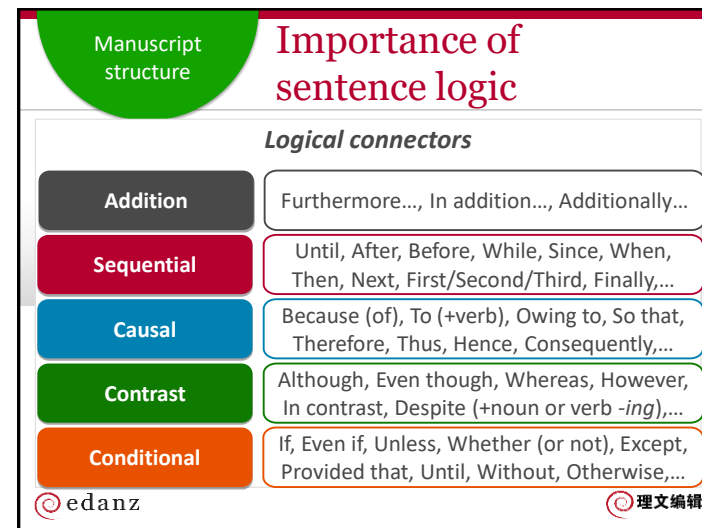 Manuscript
structure
Importance of
sentence logic
Logical connectors
Addition
Furthermore…, In addition…, Additionally…
Sequential
Until, After, Before, While, Since, When,
Then, Next, First/Second/Third, Finally,…
Causal
Because (of), To (+verb), Owing to, So that,
Therefore, Thus, Hence, Consequently,…
Contrast
Although, Even though, Whereas, However,
In contrast, Despite (+noun or verb -ing),…
Conditional
If, Even if, Unless, Whether (or not), Except,
Provided that, Until, Without, Otherwise,…
edanz
理文编辑